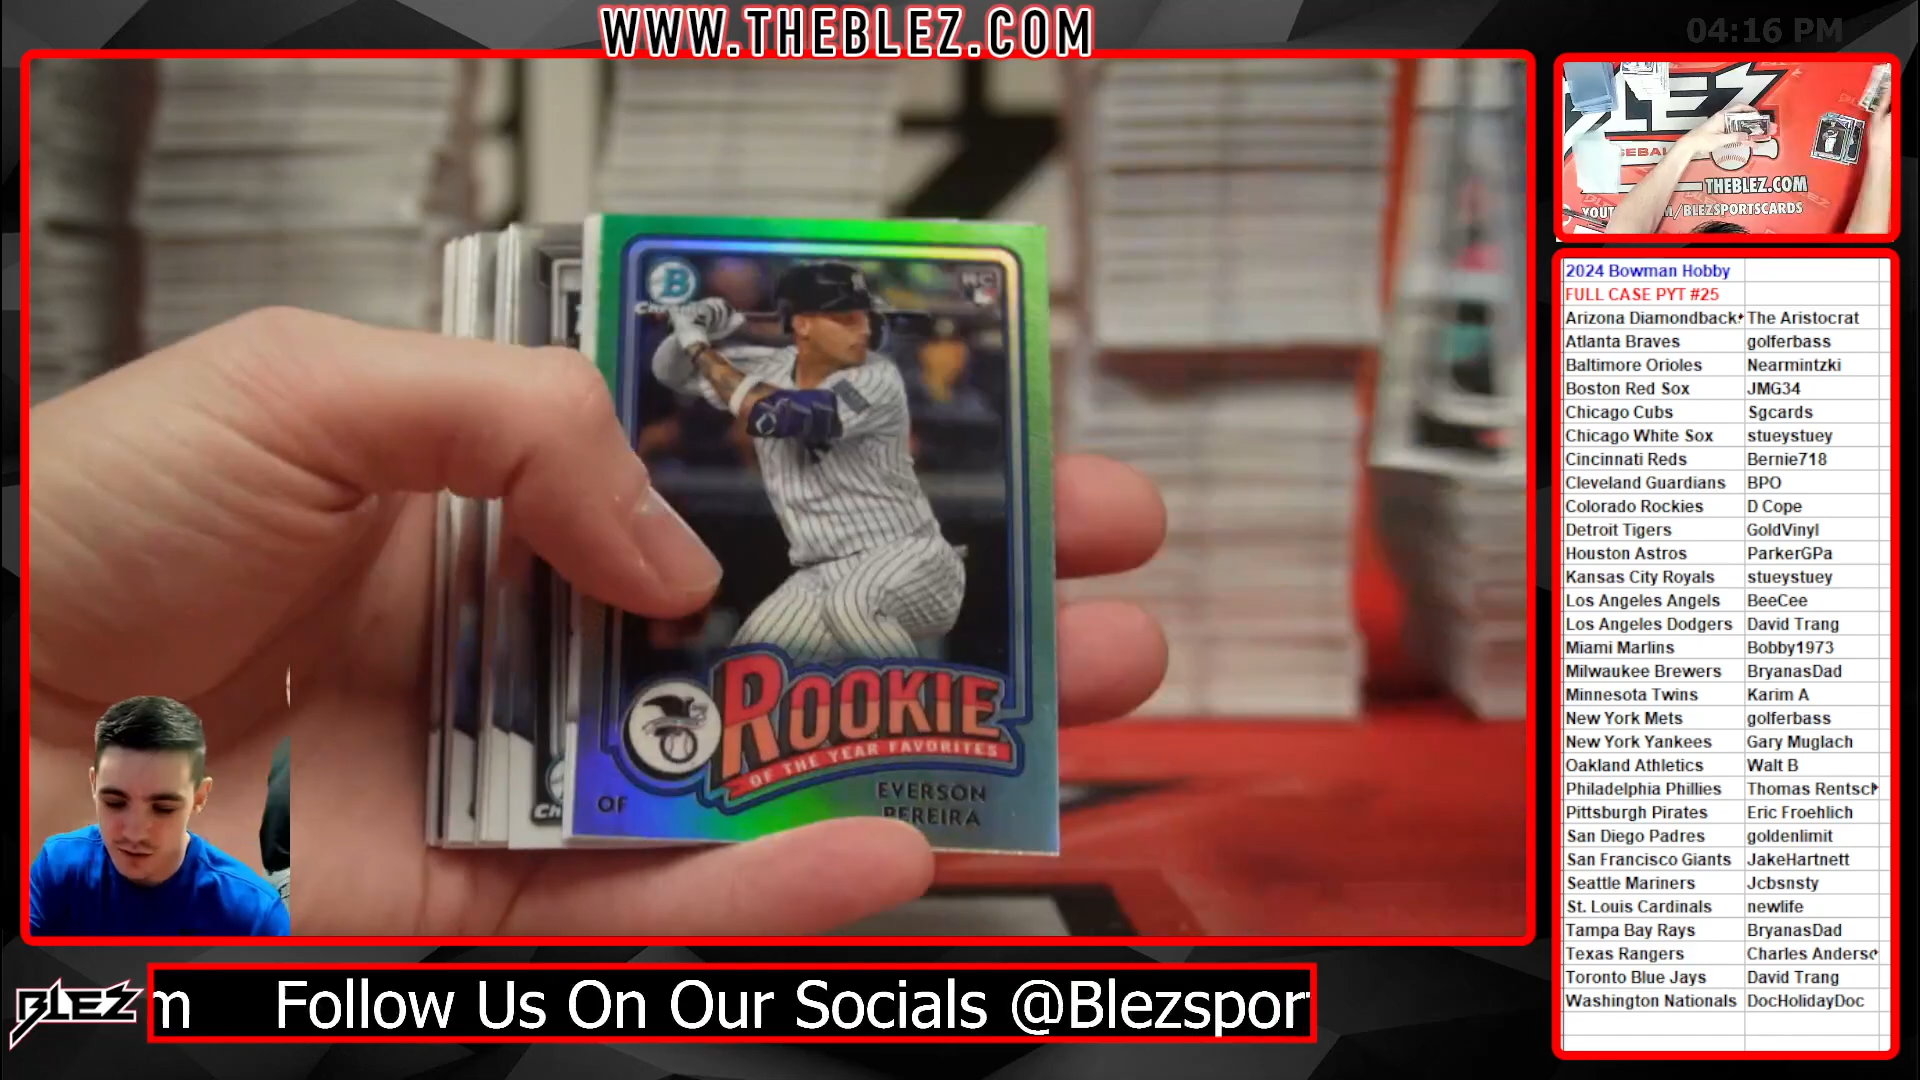 WWW.THEBLEZ.COM
04:16 PM
BLEZ
THEBLEZ.COM
/BLEZSPORTSCARDS
B
Chrome
RC
ROOKIE
OF THE YEAR FAVORITES
OF
EVERSON
PEREIRA
Ch
2024 Bowman Hobby
FULL CASE PYT #25
Arizona Diamondback The Aristocrat
Atlanta Braves golferbass
Baltimore Orioles Nearmintzki
Boston Red Sox JMG34
Chicago Cubs Sgcards
Chicago White Sox stueystuey
Cincinnati Reds Bernie718
Cleveland Guardians BPO
Colorado Rockies D Cope
Detroit Tigers GoldVinyl
Houston Astros ParkerGPa
Kansas City Royals stueystuey
Los Angeles Angels BeeCee
Los Angeles Dodgers David Trang
Miami Marlins Bobby1973
Milwaukee Brewers BryanasDad
Minnesota Twins Karim A
New York Mets golferbass
New York Yankees Gary Muglach
Oakland Athletics Walt B
Philadelphia Phillies Thomas Rentscl
Pittsburgh Pirates Eric Froehlich
San Diego Padres goldenlimit
San Francisco Giants JakeHartnett
Seattle Mariners Jcbsnsty
St. Louis Cardinals newlife
Tampa Bay Rays BryanasDad
Texas Rangers Charles Anders
Toronto Blue Jays David Trang
Washington Nationals DocHolidayDoc
BLEZ
m Follow Us On Our Socials @Blezspor